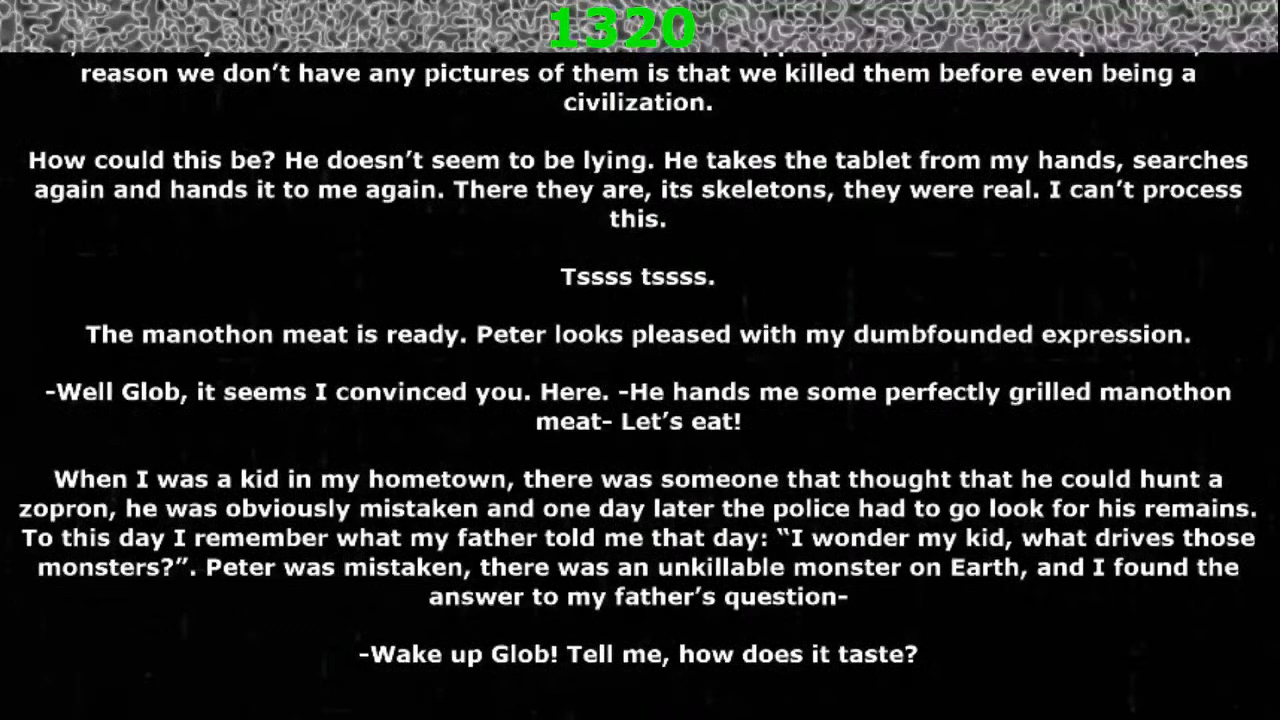 1320
reason we don’t have any pictures of them is that we killed them before even being a
civilization.
How could this be? He doesn’t seem to be lying. He takes the tablet from my hands, searches
again and hands it to me again. There they are, its skeletons, they were real. I can’t process
this.
Tssss tssss.
The manothon meat is ready. Peter looks pleased with my dumbfounded expression.
-Well Glob, it seems I convinced you. Here. -He hands me some perfectly grilled manothon
meat- Let’s eat!
When I was a kid in my hometown, there was someone that thought that he could hunt a
zopron, he was obviously mistaken and one day later the police had to go look for his remains.
To this day I remember what my father told me that day: “I wonder my kid, what drives those
monsters?”. Peter was mistaken, there was an unkillable monster on Earth, and I found the
answer to my father’s question-
-Wake up Glob! Tell me, how does it taste?